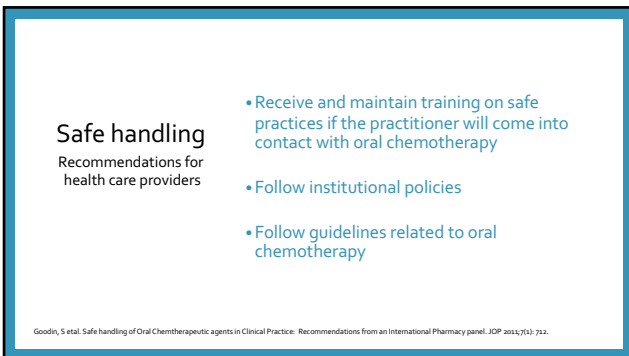 Safe handling
Recommendations for
health care providers
•Receive and maintain training on safe
practices if the practitioner will come into
contact with oral chemotherapy
•Follow institutional policies
•Follow guidelines related to oral
chemotherapy
Goodin, S etal. Safe handling of Oral Chemtherapeutic agents in Clinical Practice: Recommendations from an International Pharmacy panel. JOP 2011;7(1): 712.